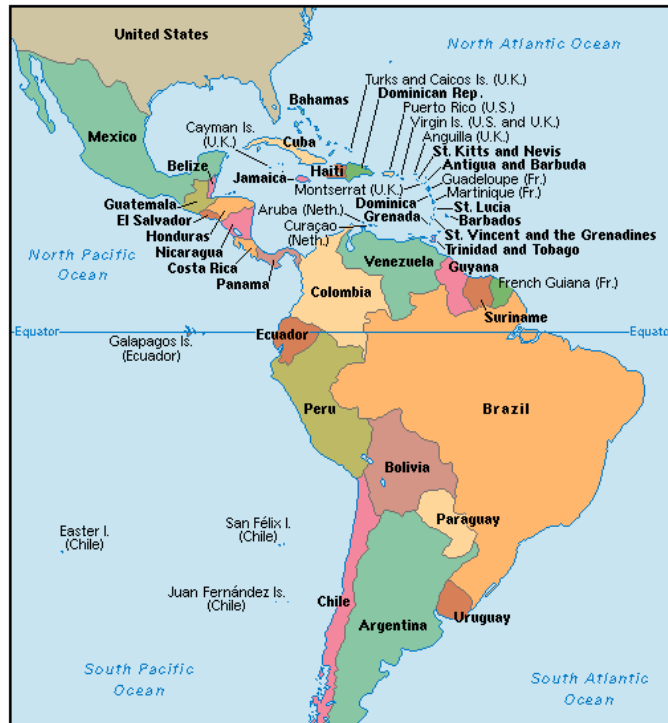 United States
North Atlantic Ocean
Turks and Caicos Is. (U.K.)
Dominican Rep.
Bahamas
Puerto Rico (U.S.)
Virgin Is. (U.S. and U.K.)
Cayman Is.
(U.K.)
Anguilla (U.K.)
Mexico
Cuba
St. Kitts and Nevis
Belize
Haiti
Antigua and Barbuda
Jamaica
Guadeloupe (Fr.)
Montserrat (U.K.)
Martinique (Fr.)
Guatemala
Dominica
St. Lucia
El Salvador
Aruba (Neth.)
Grenada
Barbados
Honduras
Curaçao
(Neth.)
St. Vincent and the Grenadines
Nicaragua
Trinidad and Tobago
North Pacific
Ocean
Costa Rica
Venezuela
Guyana
Panama
French Guiana (Fr.)
Colombia
Suriname
Equator
Ecuador
Equator
Galapagos Is.
(Ecuador)
Peru
Brazil
Bolivia
Paraguay
Easter I.
(Chile)
San Félix I.
(Chile)
Juan Fernández Is.
(Chile)
Chile
Uruguay
Argentina
South Pacific
Ocean
South Atlantic
Ocean